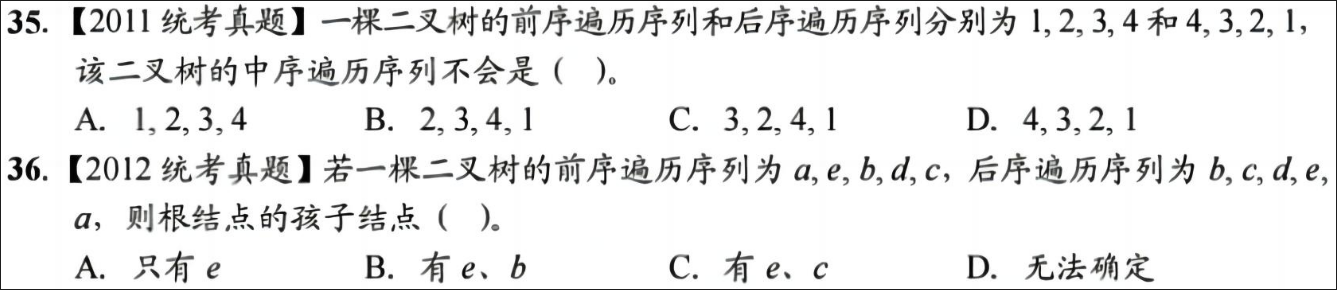 35. 【2011 统考真题】一棵二叉树的前序遍历序列和后序遍历序列分别为 1, 2, 3, 4 和 4, 3, 2, 1,
该二叉树的中序遍历序列不会是（ ）。
A. 1, 2, 3, 4 B. 2, 3, 4, 1 C. 3, 2, 4, 1 D. 4, 3, 2, 1
36. 【2012 统考真题】若一棵二叉树的前序遍历序列为 a, e, b, d, c，后序遍历序列为 b, c, d, e,
a，则根结点的孩子结点（ ）。
A. 只有 e B. 有 e、b C. 有 e、c D. 无法确定